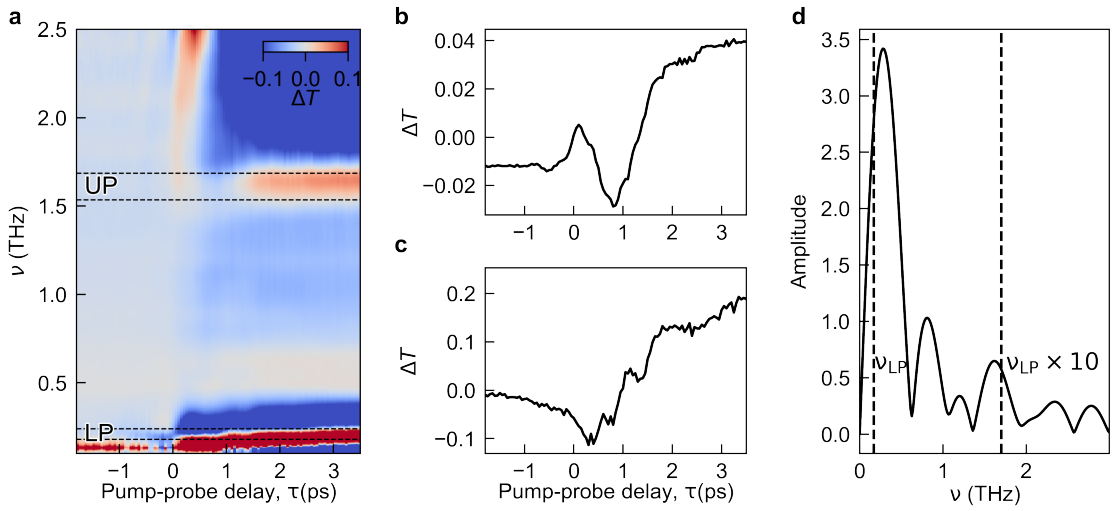 a
2.5
2.0
1.5
1.0
0.5
ν (THz)
−0.1 0.0 0.1
ΔT
UP
LP
−1 0 1 2 3
Pump-probe delay, τ(ps)
b
0.04
0.02
0.00
−0.02
ΔT
−1 0 1 2 3
c
0.2
0.1
0.0
−0.1
ΔT
−1 0 1 2 3
Pump-probe delay, τ(ps)
d
3.5
3.0
2.5
2.0
1.5
1.0
0.5
0.0
Amplitude
νLP
νLP × 10
0 2
ν (THz)